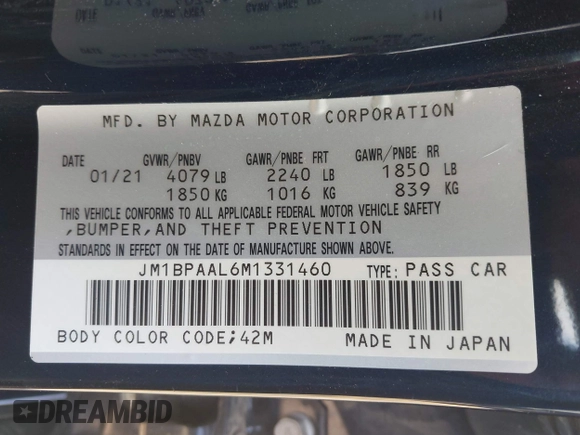 MFD. BY MAZDA MOTOR CORPORATION
DATE GVWR/PNBV GAWR/PNBE FRT GAWR/PNBE RR
01/21 4079 LB 2240 LB 1850 LB
1850 KG 1016 KG 839 KG
THIS VEHICLE CONFORMS TO ALL APPLICABLE FEDERAL MOTOR VEHICLE SAFETY
,BUMPER,AND THEFT PREVENTION
STANDARDS IN EFFECT ON THE DATE OF MANUFACTURE SHOWN ABOVE.
JM1BPAAL6M1331460 TYPE: PASS CAR
BODY COLOR CODE;42M MADE IN JAPAN
DREAMBID